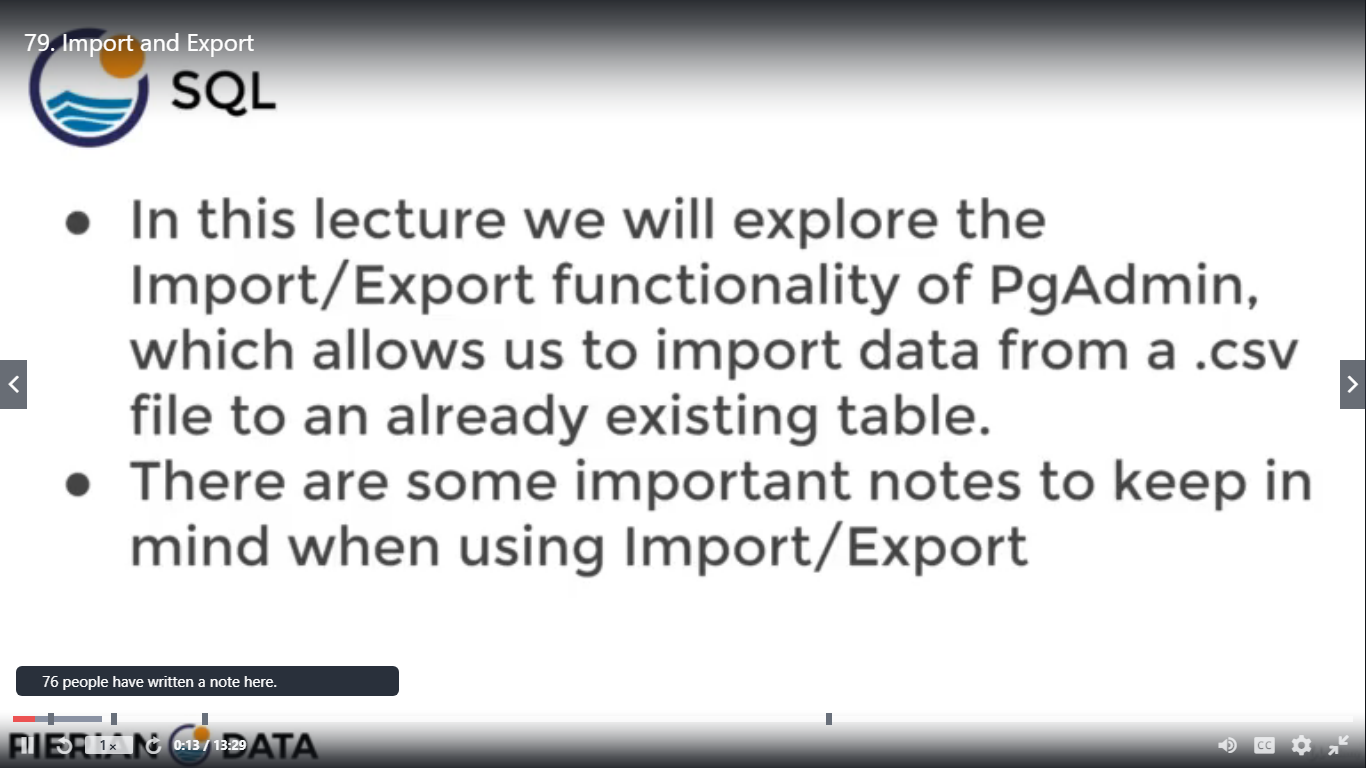 79. Import and Export
SQL
● In this lecture we will explore the
Import/Export functionality of PgAdmin,
which allows us to import data from a .csv
file to an already existing table.
● There are some important notes to keep in
mind when using Import/Export
76 people have written a note here.
PIERIAN DATA
1x
0:13 / 13:29
CC